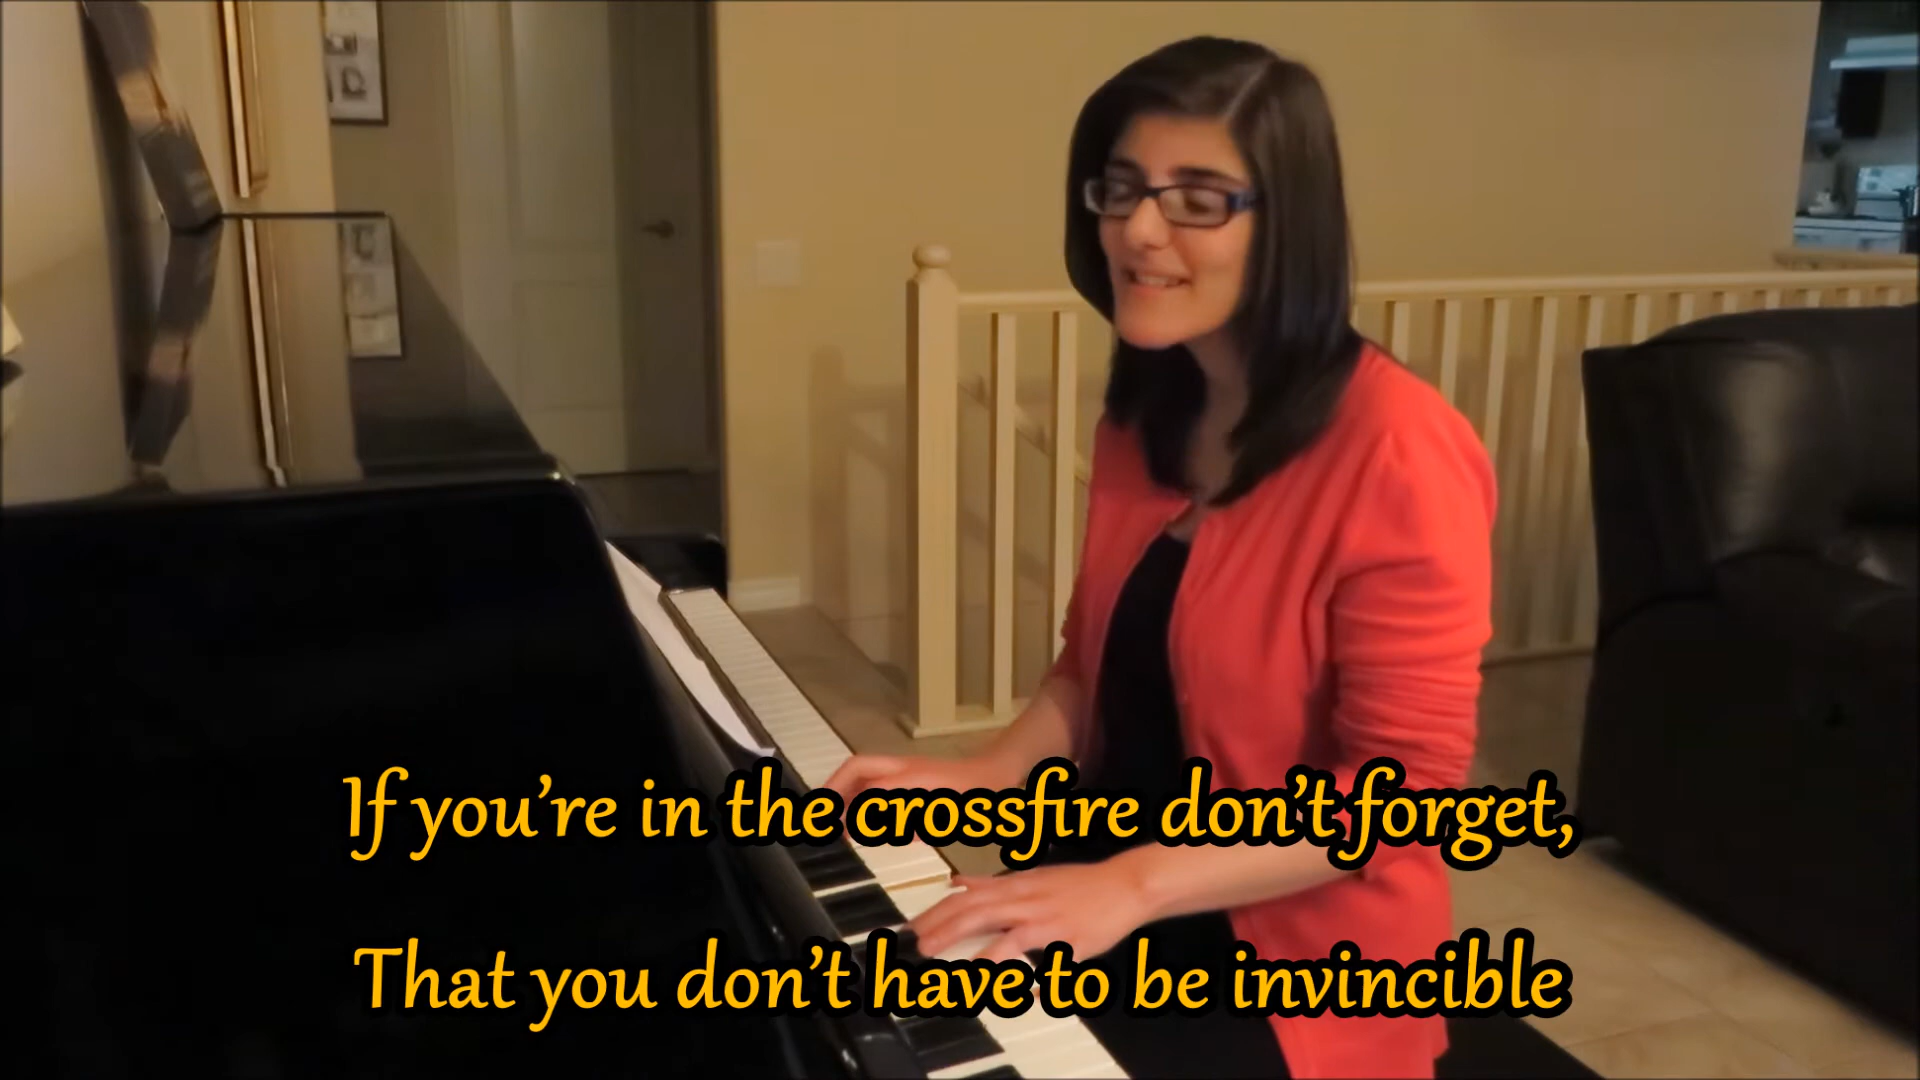 If you’re in the crossfire don’t forget,
That you don’t have to be invincible